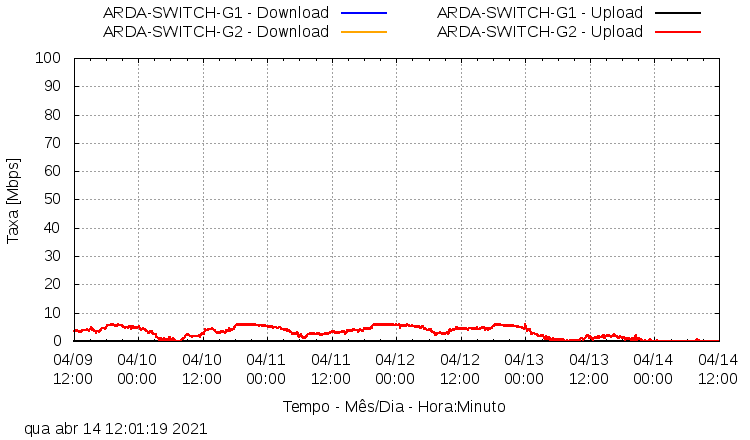 ARDA-SWITCH-G1 - Download
ARDA-SWITCH-G1 - Upload
ARDA-SWITCH-G2 - Download
ARDA-SWITCH-G2 - Upload
100
90
80
70
60
50
40
30
20
10
0
Taxa [Mbps]
04/09 04/10 04/10 04/11 04/11 04/12 04/12 04/13 04/13 04/14 04/14
12:00 00:00 12:00 00:00 12:00 00:00 12:00 00:00 12:00 00:00 12:00
Tempo - Mês/Dia - Hora:Minuto
qua abr 14 12:01:19 2021